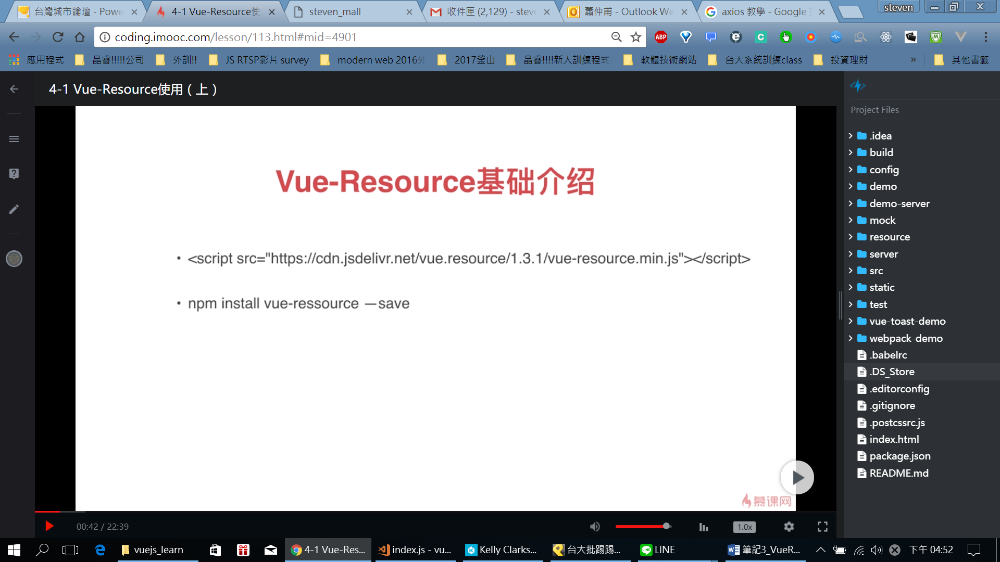 台灣城市論壇 - Powe
4-1 Vue-Resource使
steven_mall
收件匣 (2,129) - steve
蕭仲甫 - Outlook We
axios 教學 - Google
steven
coding.imooc.com/lesson/113.html#mid=4901
ABP
應用程式
晶睿!!!!!公司
外訓!!
JS RTSP影片 survey
modern web 2016外
2017釜山
晶睿!!!!新人訓練程式
軟體技術網站
台大系統訓練class
投資理財
»
其他書籤
4-1 Vue-Resource使用（上）
Vue-Resource基础介绍
• <script src="https://cdn.jsdelivr.net/vue.resource/1.3.1/vue-resource.min.js"></script>
• npm install vue-ressource —save
慕课网
00:42 / 22:39
1.0x
Project Files
.idea
build
config
demo
demo-server
mock
resource
server
src
static
test
vue-toast-demo
webpack-demo
.babelrc
.DS_Store
.editorconfig
.gitignore
.postcssrc.js
index.html
package.json
README.md
vuejs_learn
4-1 Vue-Res...
index.js - vu...
Kelly Clarks...
台大批踢踢...
LINE
筆記3_VueR...
下午 04:52